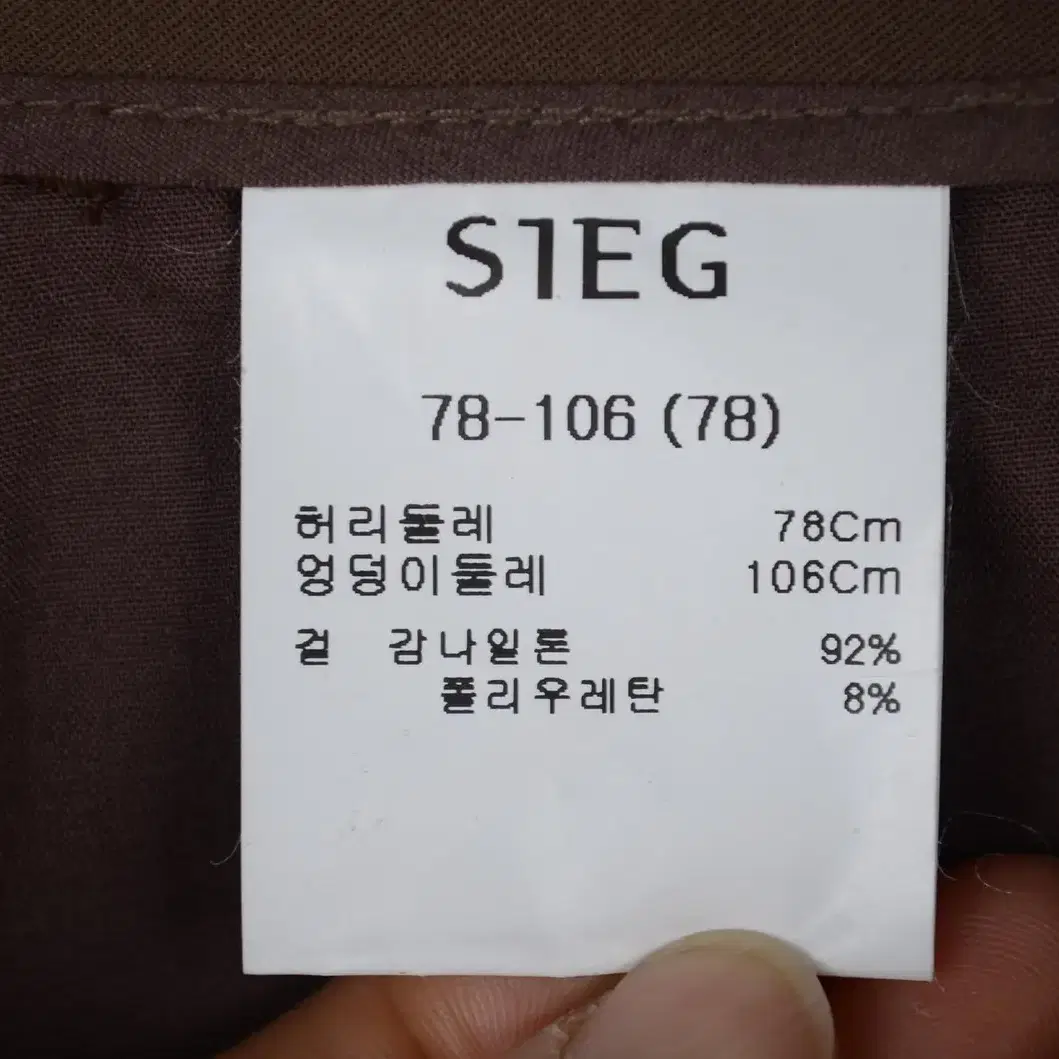 SIEG
78-106 (78)
허리둘레 78Cm
엉덩이둘레 106Cm
겉 감 나일론 92%
폴리우레탄 8%